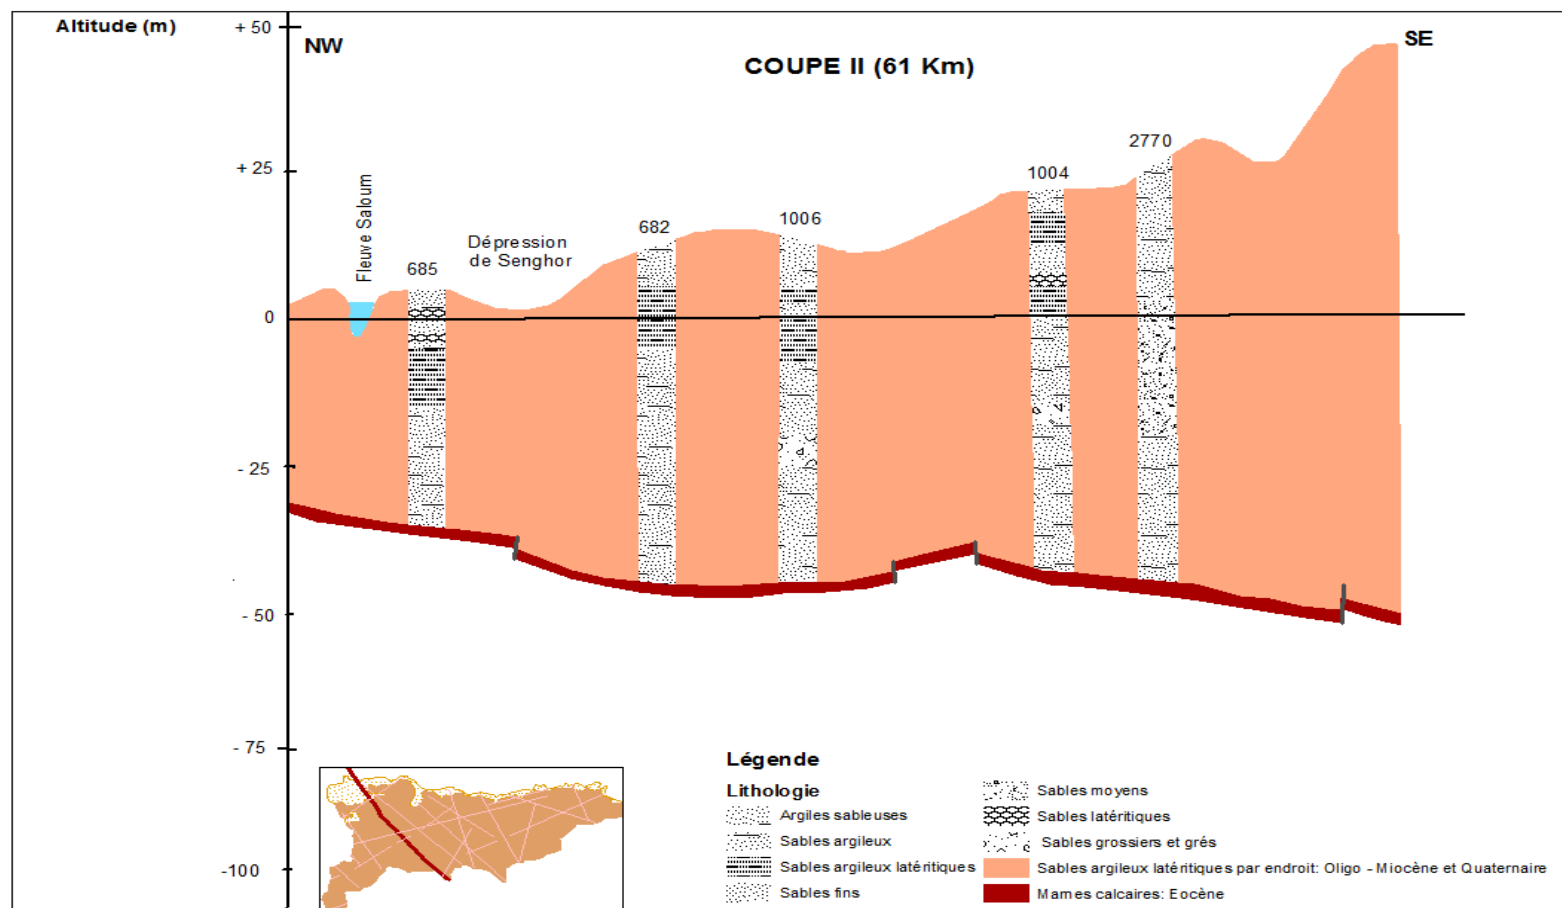 Altitude (m)
+ 50
NW
SE
COUPE II (61 Km)
2770
+ 25
1004
Fleuve Saloum
1006
682
Dépression
de Senghor
685
0
- 25
- 50
- 75
-100
Légende
Lithologie
Argiles sableuses
Sables argileux
Sables argileux latéritiques
Sables fins
Sables moyens
Sables latéritiques
Sables grossiers et grés
Sables argileux latéritiques par endroit: Oligo - Miocène et Quaternaire
Marnes calcaires: Eocène